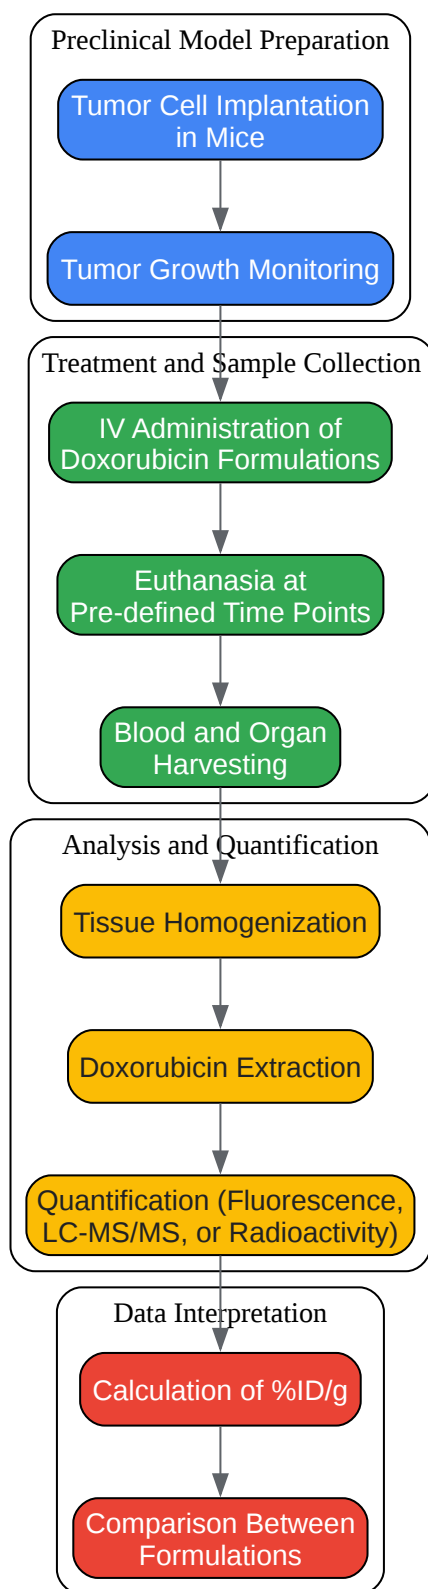 Preclinical Model Preparation
Tumor Cell Implantation
in Mice
Tumor Growth Monitoring
Treatment and Sample Collection
IV Administration of
Doxorubicin Formulations
Euthanasia at
Pre-defined Time Points
Blood and Organ
Harvesting
Analysis and Quantification
Tissue Homogenization
Doxorubicin Extraction
Quantification (Fluorescence,
LC-MS/MS, or Radioactivity)
Data Interpretation
Calculation of %ID/g
Comparison Between
Formulations